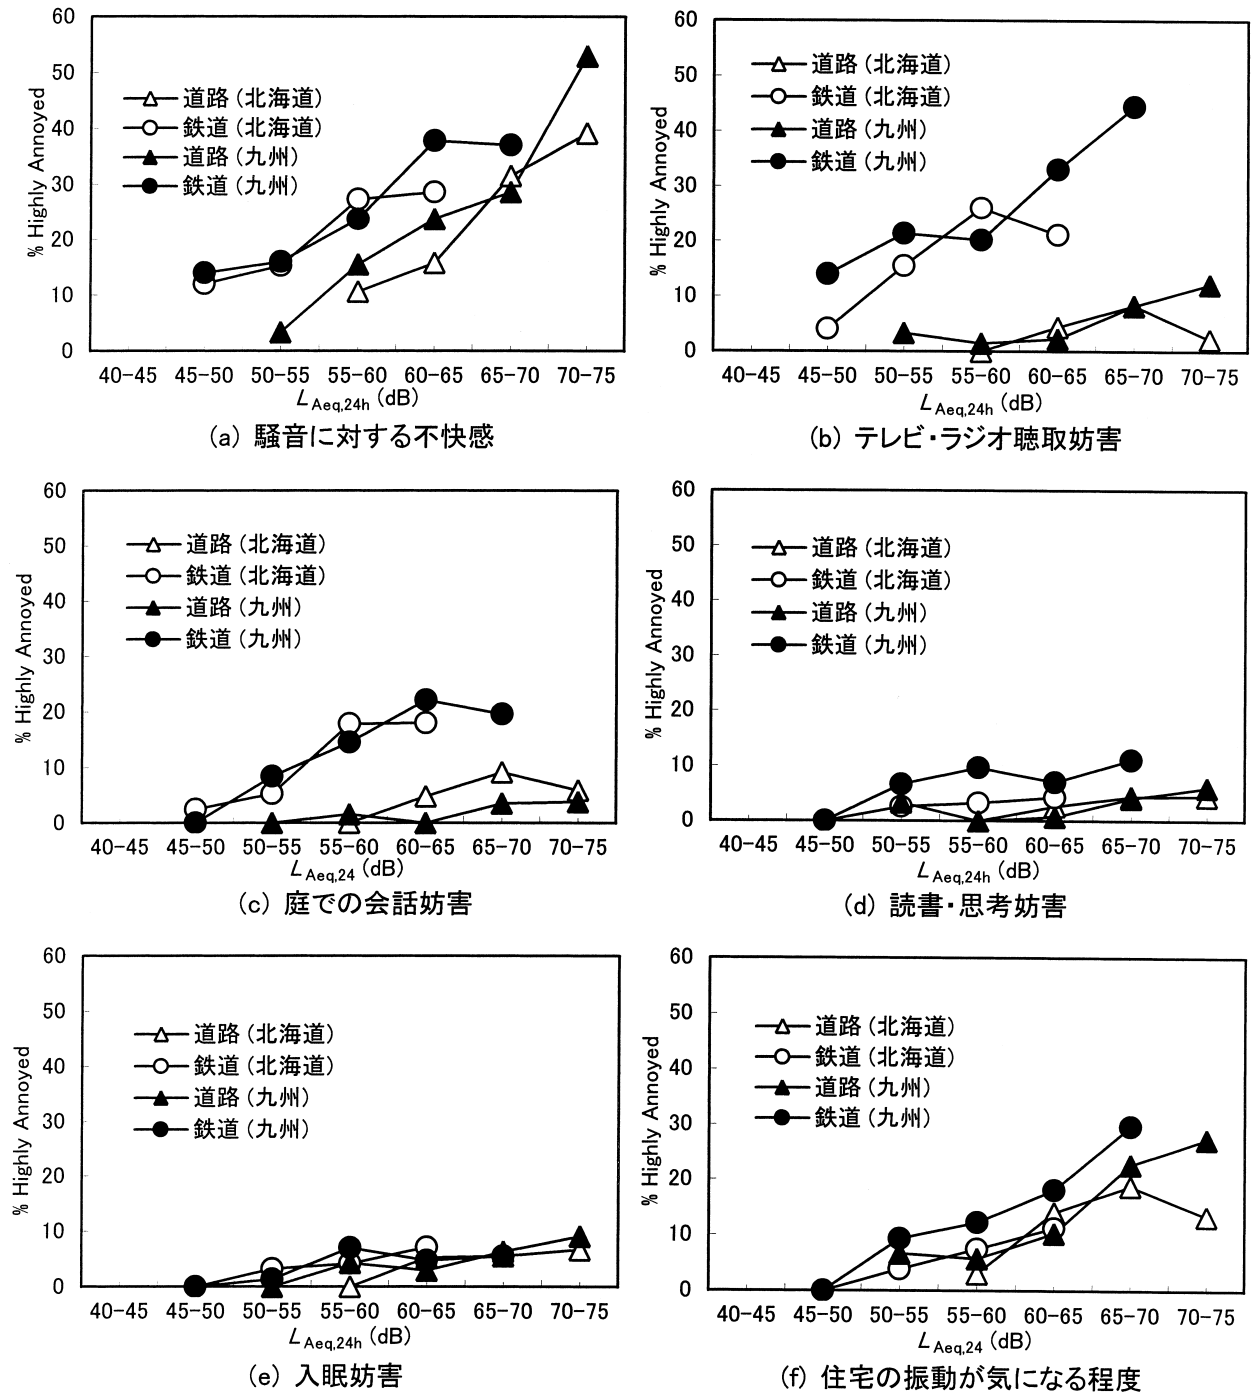 60
50
40
30
20
10
0
% Highly Annoyed
道路（北海道）
鉄道（北海道）
道路（九州）
鉄道（九州）
40-45 45-50 50-55 55-60 60-65 65-70 70-75
LAeq,24h (dB)
(a) 騒音に対する不快感
60
50
40
30
20
10
0
% Highly Annoyed
道路（北海道）
鉄道（北海道）
道路（九州）
鉄道（九州）
40-45 45-50 50-55 55-60 60-65 65-70 70-75
LAeq,24h (dB)
(b) テレビ・ラジオ聴取妨害
60
50
40
30
20
10
0
% Highly Annoyed
道路（北海道）
鉄道（北海道）
道路（九州）
鉄道（九州）
40-45 45-50 50-55 55-60 60-65 65-70 70-75
LAeq,24 (dB)
(c) 庭での会話妨害
60
50
40
30
20
10
0
% Highly Annoyed
道路（北海道）
鉄道（北海道）
道路（九州）
鉄道（九州）
40-45 45-50 50-55 55-60 60-65 65-70 70-75
LAeq,24h (dB)
(d) 読書・思考妨害
60
50
40
30
20
10
0
% Highly Annoyed
道路（北海道）
鉄道（北海道）
道路（九州）
鉄道（九州）
40-45 45-50 50-55 55-60 60-65 65-70 70-75
LAeq,24h (dB)
(e) 入眠妨害
60
50
40
30
20
10
0
% Highly Annoyed
道路（北海道）
鉄道（北海道）
道路（九州）
鉄道（九州）
40-45 45-50 50-55 55-60 60-65 65-70 70-75
LAeq,24 (dB)
(f) 住宅の振動が気になる程度